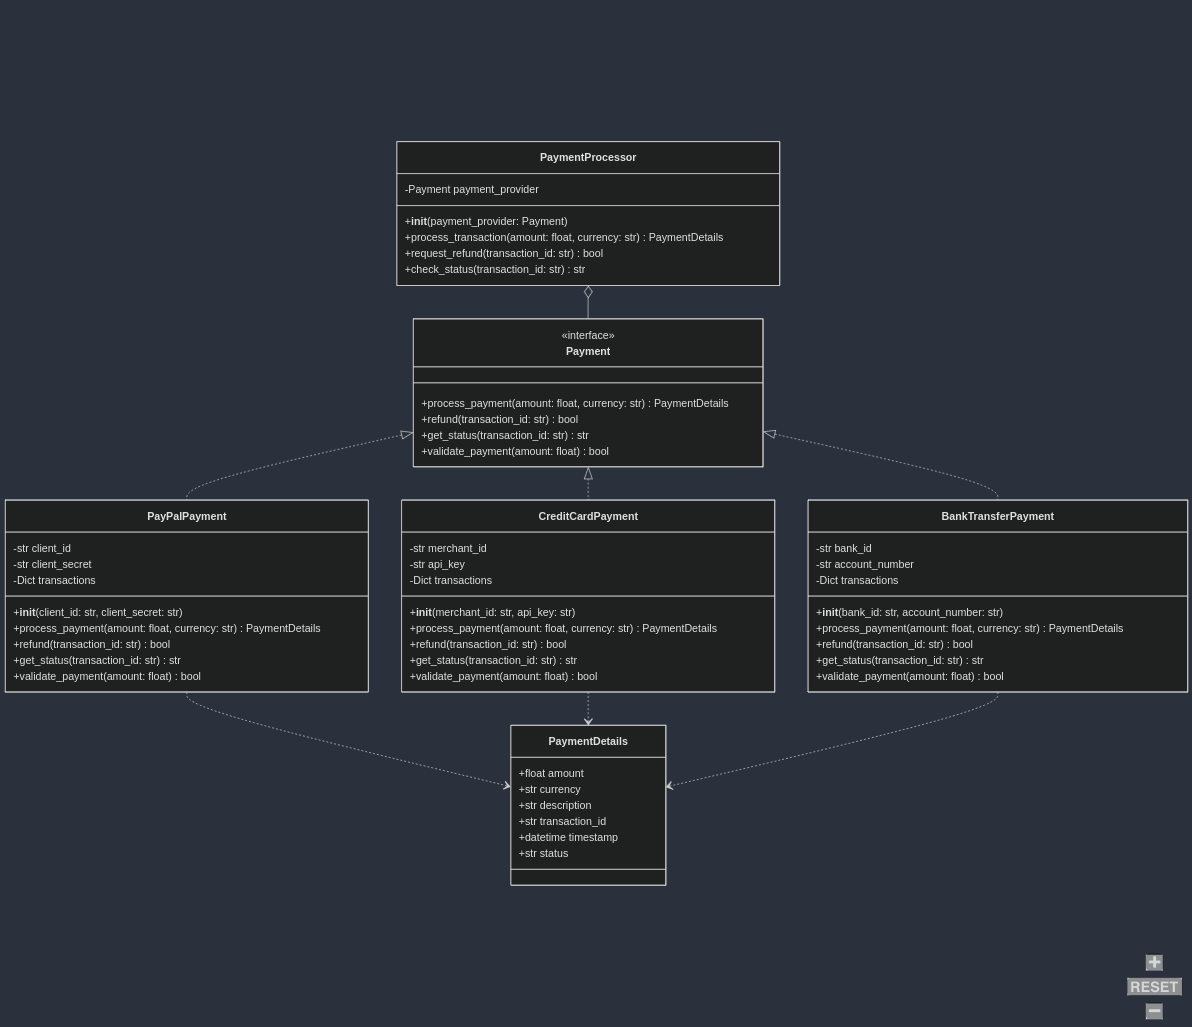 PaymentProcessor
-Payment payment_provider
+init(payment_provider: Payment)
+process_transaction(amount: float, currency: str) : PaymentDetails
+request_refund(transaction_id: str) : bool
+check_status(transaction_id: str) : str
«interface»
Payment
+process_payment(amount: float, currency: str) : PaymentDetails
+refund(transaction_id: str) : bool
+get_status(transaction_id: str) : str
+validate_payment(amount: float) : bool
PayPalPayment
-str client_id
-str client_secret
-Dict transactions
+init(client_id: str, client_secret: str)
+process_payment(amount: float, currency: str) : PaymentDetails
+refund(transaction_id: str) : bool
+get_status(transaction_id: str) : str
+validate_payment(amount: float) : bool
CreditCardPayment
-str merchant_id
-str api_key
-Dict transactions
+init(merchant_id: str, api_key: str)
+process_payment(amount: float, currency: str) : PaymentDetails
+refund(transaction_id: str) : bool
+get_status(transaction_id: str) : str
+validate_payment(amount: float) : bool
BankTransferPayment
-str bank_id
-str account_number
-Dict transactions
+init(bank_id: str, account_number: str)
+process_payment(amount: float, currency: str) : PaymentDetails
+refund(transaction_id: str) : bool
+get_status(transaction_id: str) : str
+validate_payment(amount: float) : bool
PaymentDetails
+float amount
+str currency
+str description
+str transaction_id
+datetime timestamp
+str status
+
RESET
−